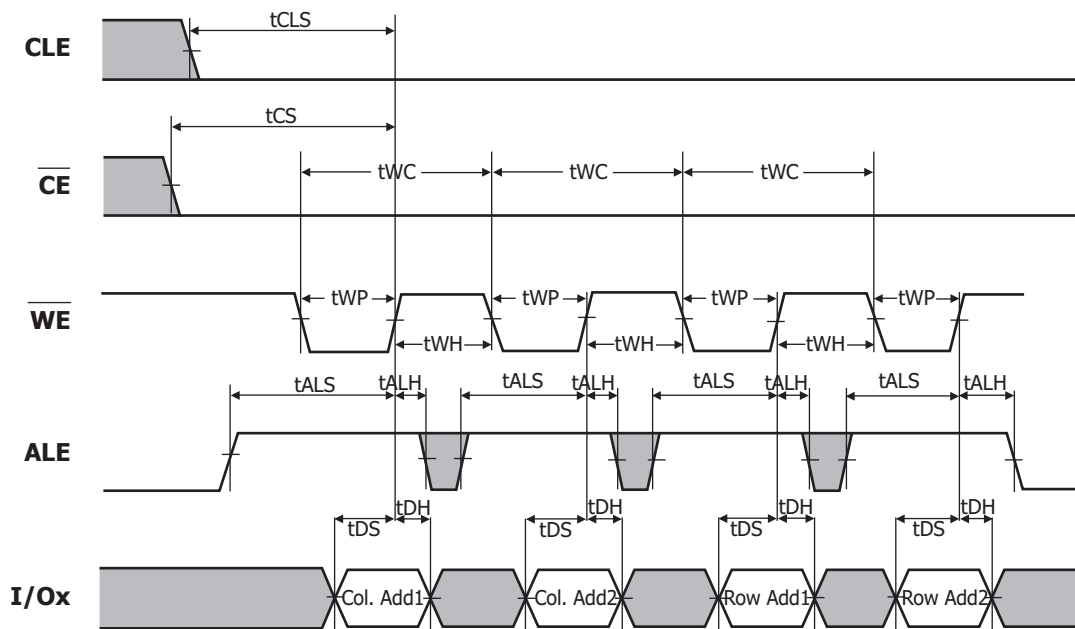 CLE
tCLS
tCS
CE
tWC
tWC
tWC
WE
tWP
tWP
tWP
tWP
tWH
tWH
tWH
ALE
tALS
tALH
tALS
tALH
tALS
tALH
tALS
tALH
tDS
tDH
tDS
tDH
tDS
tDH
tDS
tDH
I/Ox
Col. Add1
Col. Add2
Row Add1
Row Add2